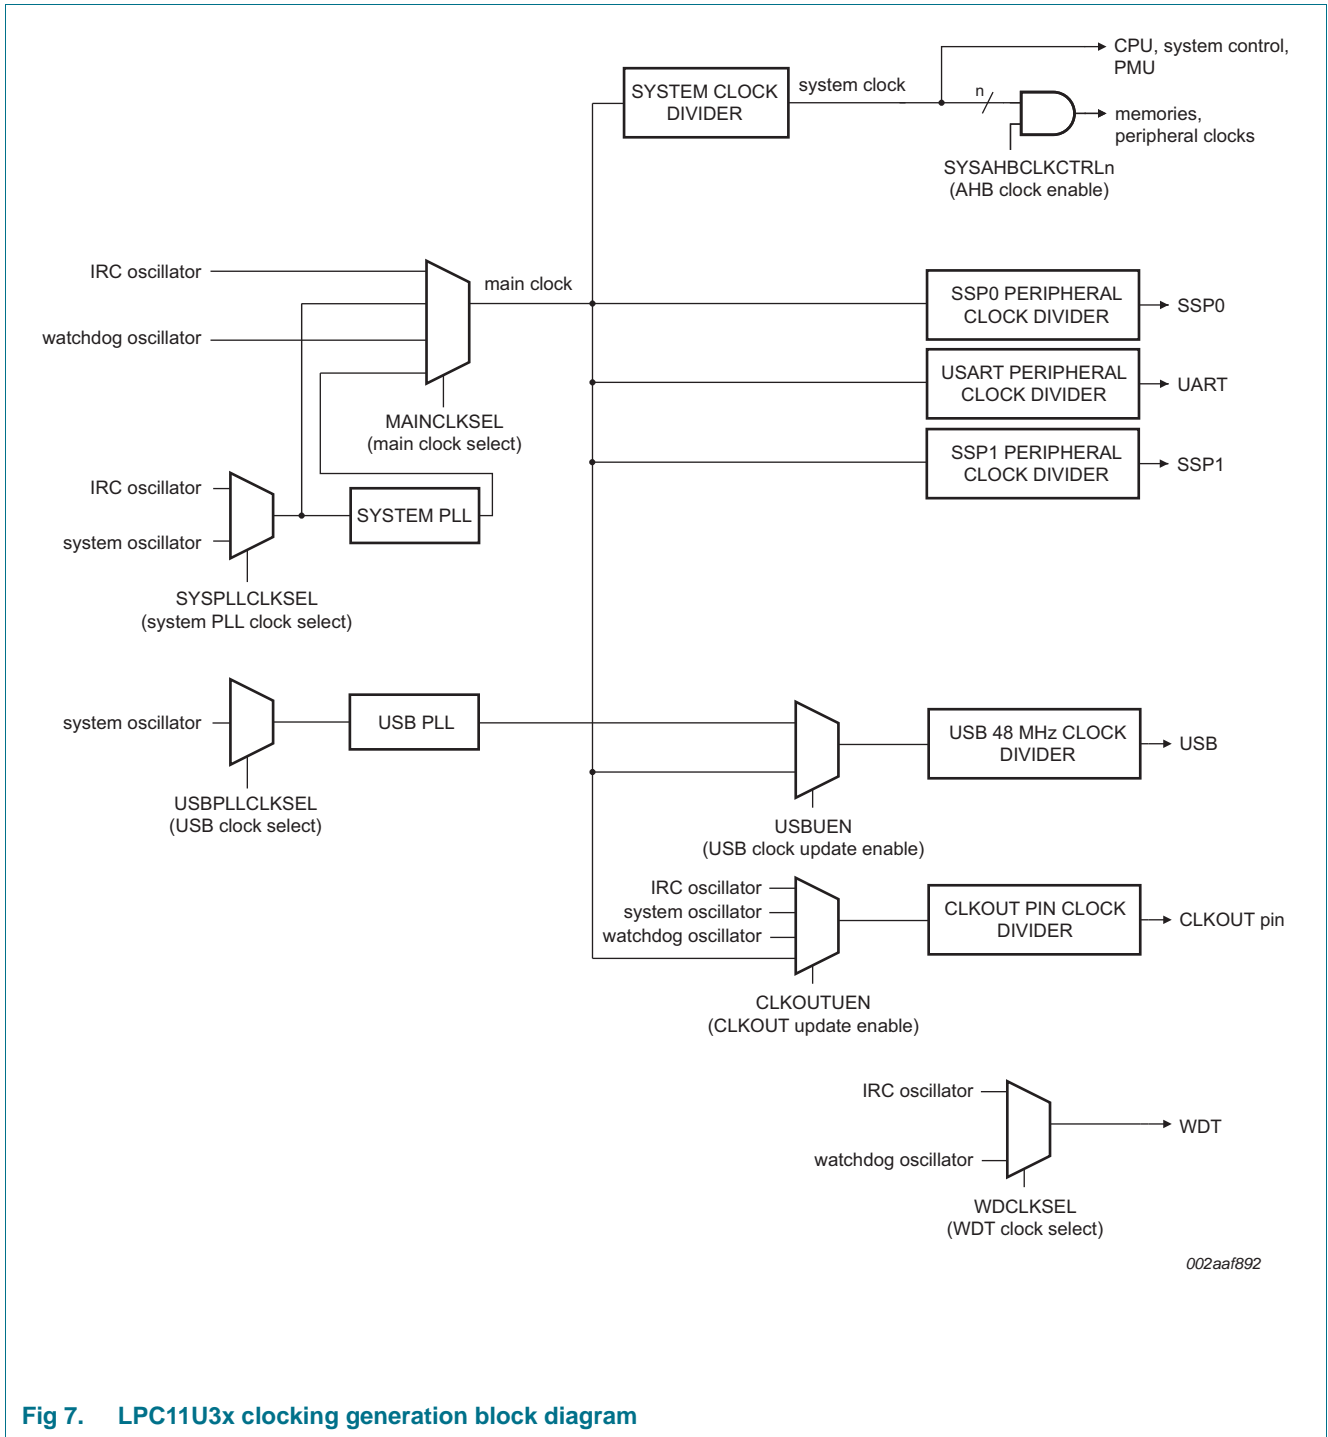 CPU, system control,
PMU
SYSTEM CLOCK
DIVIDER
system clock
n
memories,
peripheral clocks
SYSAHBCLKCTRLn
(AHB clock enable)
IRC oscillator
main clock
watchdog oscillator
MAINCLKSEL
(main clock select)
SSP0 PERIPHERAL
CLOCK DIVIDER
SSP0
USART PERIPHERAL
CLOCK DIVIDER
UART
SSP1 PERIPHERAL
CLOCK DIVIDER
SSP1
IRC oscillator
system oscillator
SYSTEM PLL
SYSPLLCLKSEL
(system PLL clock select)
system oscillator
USB PLL
USBPLLCLKSEL
(USB clock select)
USB 48 MHz CLOCK
DIVIDER
USB
USBUEN
(USB clock update enable)
IRC oscillator
system oscillator
watchdog oscillator
CLKOUT PIN CLOCK
DIVIDER
CLKOUT pin
CLKOUTUEN
(CLKOUT update enable)
IRC oscillator
watchdog oscillator
WDT
WDCLKSEL
(WDT clock select)
002aaf892
Fig 7. LPC11U3x clocking generation block diagram